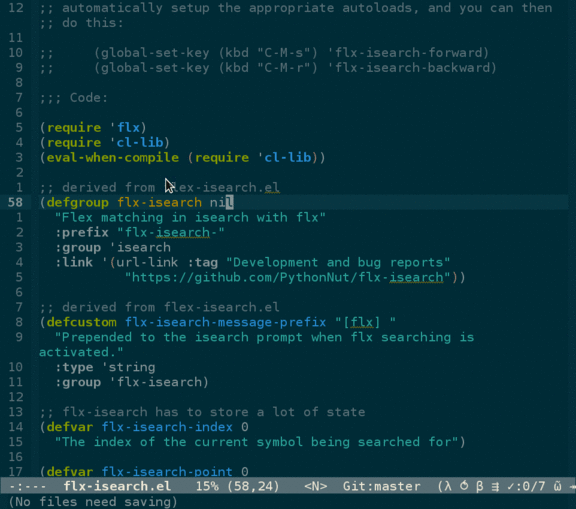 12 ;; automatically setup the appropriate autoloads, and you can then
;; do this:
11
10 ;;     (global-set-key (kbd "C-M-s") 'flx-isearch-forward)
9 ;;     (global-set-key (kbd "C-M-r") 'flx-isearch-backward)
8
7 ;;; Code:
6
5 (require 'flx)
4 (require 'cl-lib)
3 (eval-when-compile (require 'cl-lib))
2
1 ;; derived from flex-isearch.el
58 (defgroup flx-isearch nil
1   "Flex matching in isearch with flx"
2   :prefix "flx-isearch-"
3   :group 'isearch
4   :link '(url-link :tag "Development and bug reports"
5            "https://github.com/PythonNut/flx-isearch"))
6
7 ;; derived from flex-isearch.el
8 (defcustom flx-isearch-message-prefix "[flx] "
9   "Prepended to the isearch prompt when flx searching is
activated."
10   :type 'string
11   :group 'flx-isearch)
12
13 ;; flx-isearch has to store a lot of state
14 (defvar flx-isearch-index 0
15   "The index of the current symbol being searched for")
16
17 (defvar flx-isearch-point 0
-:---  flx-isearch.el   15% (58,24)   <N>  Git:master  (λ β ✓:0/7
(No files need saving)